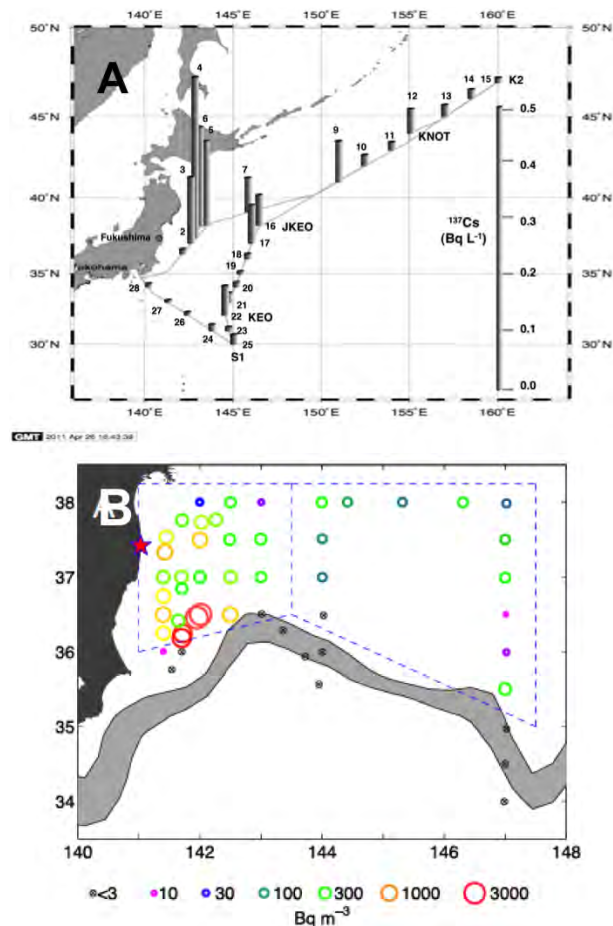 50°N 50°N
A
4 14 15 K2
12 13
45°N 45°N
0.5
6 5 11 KNOT
9 10
3 7 0.4
40°N 40°N
137Cs
(Bq L-1)
2 16 JKEO 0.3
Fukushima 17
18
35°N 19 0.2 35°N
28 20
27 21
26 22 KEO 0.1
24 23
30°N 25 30°N
S1 0.0
140°E 145°E 150°E 155°E 160°E
GMT 2011 Apr 26 16:43:39
B
38
37
36
35
34
140 142 144 146 148
<3 10 30 100 300 1000 3000
Bq m-3